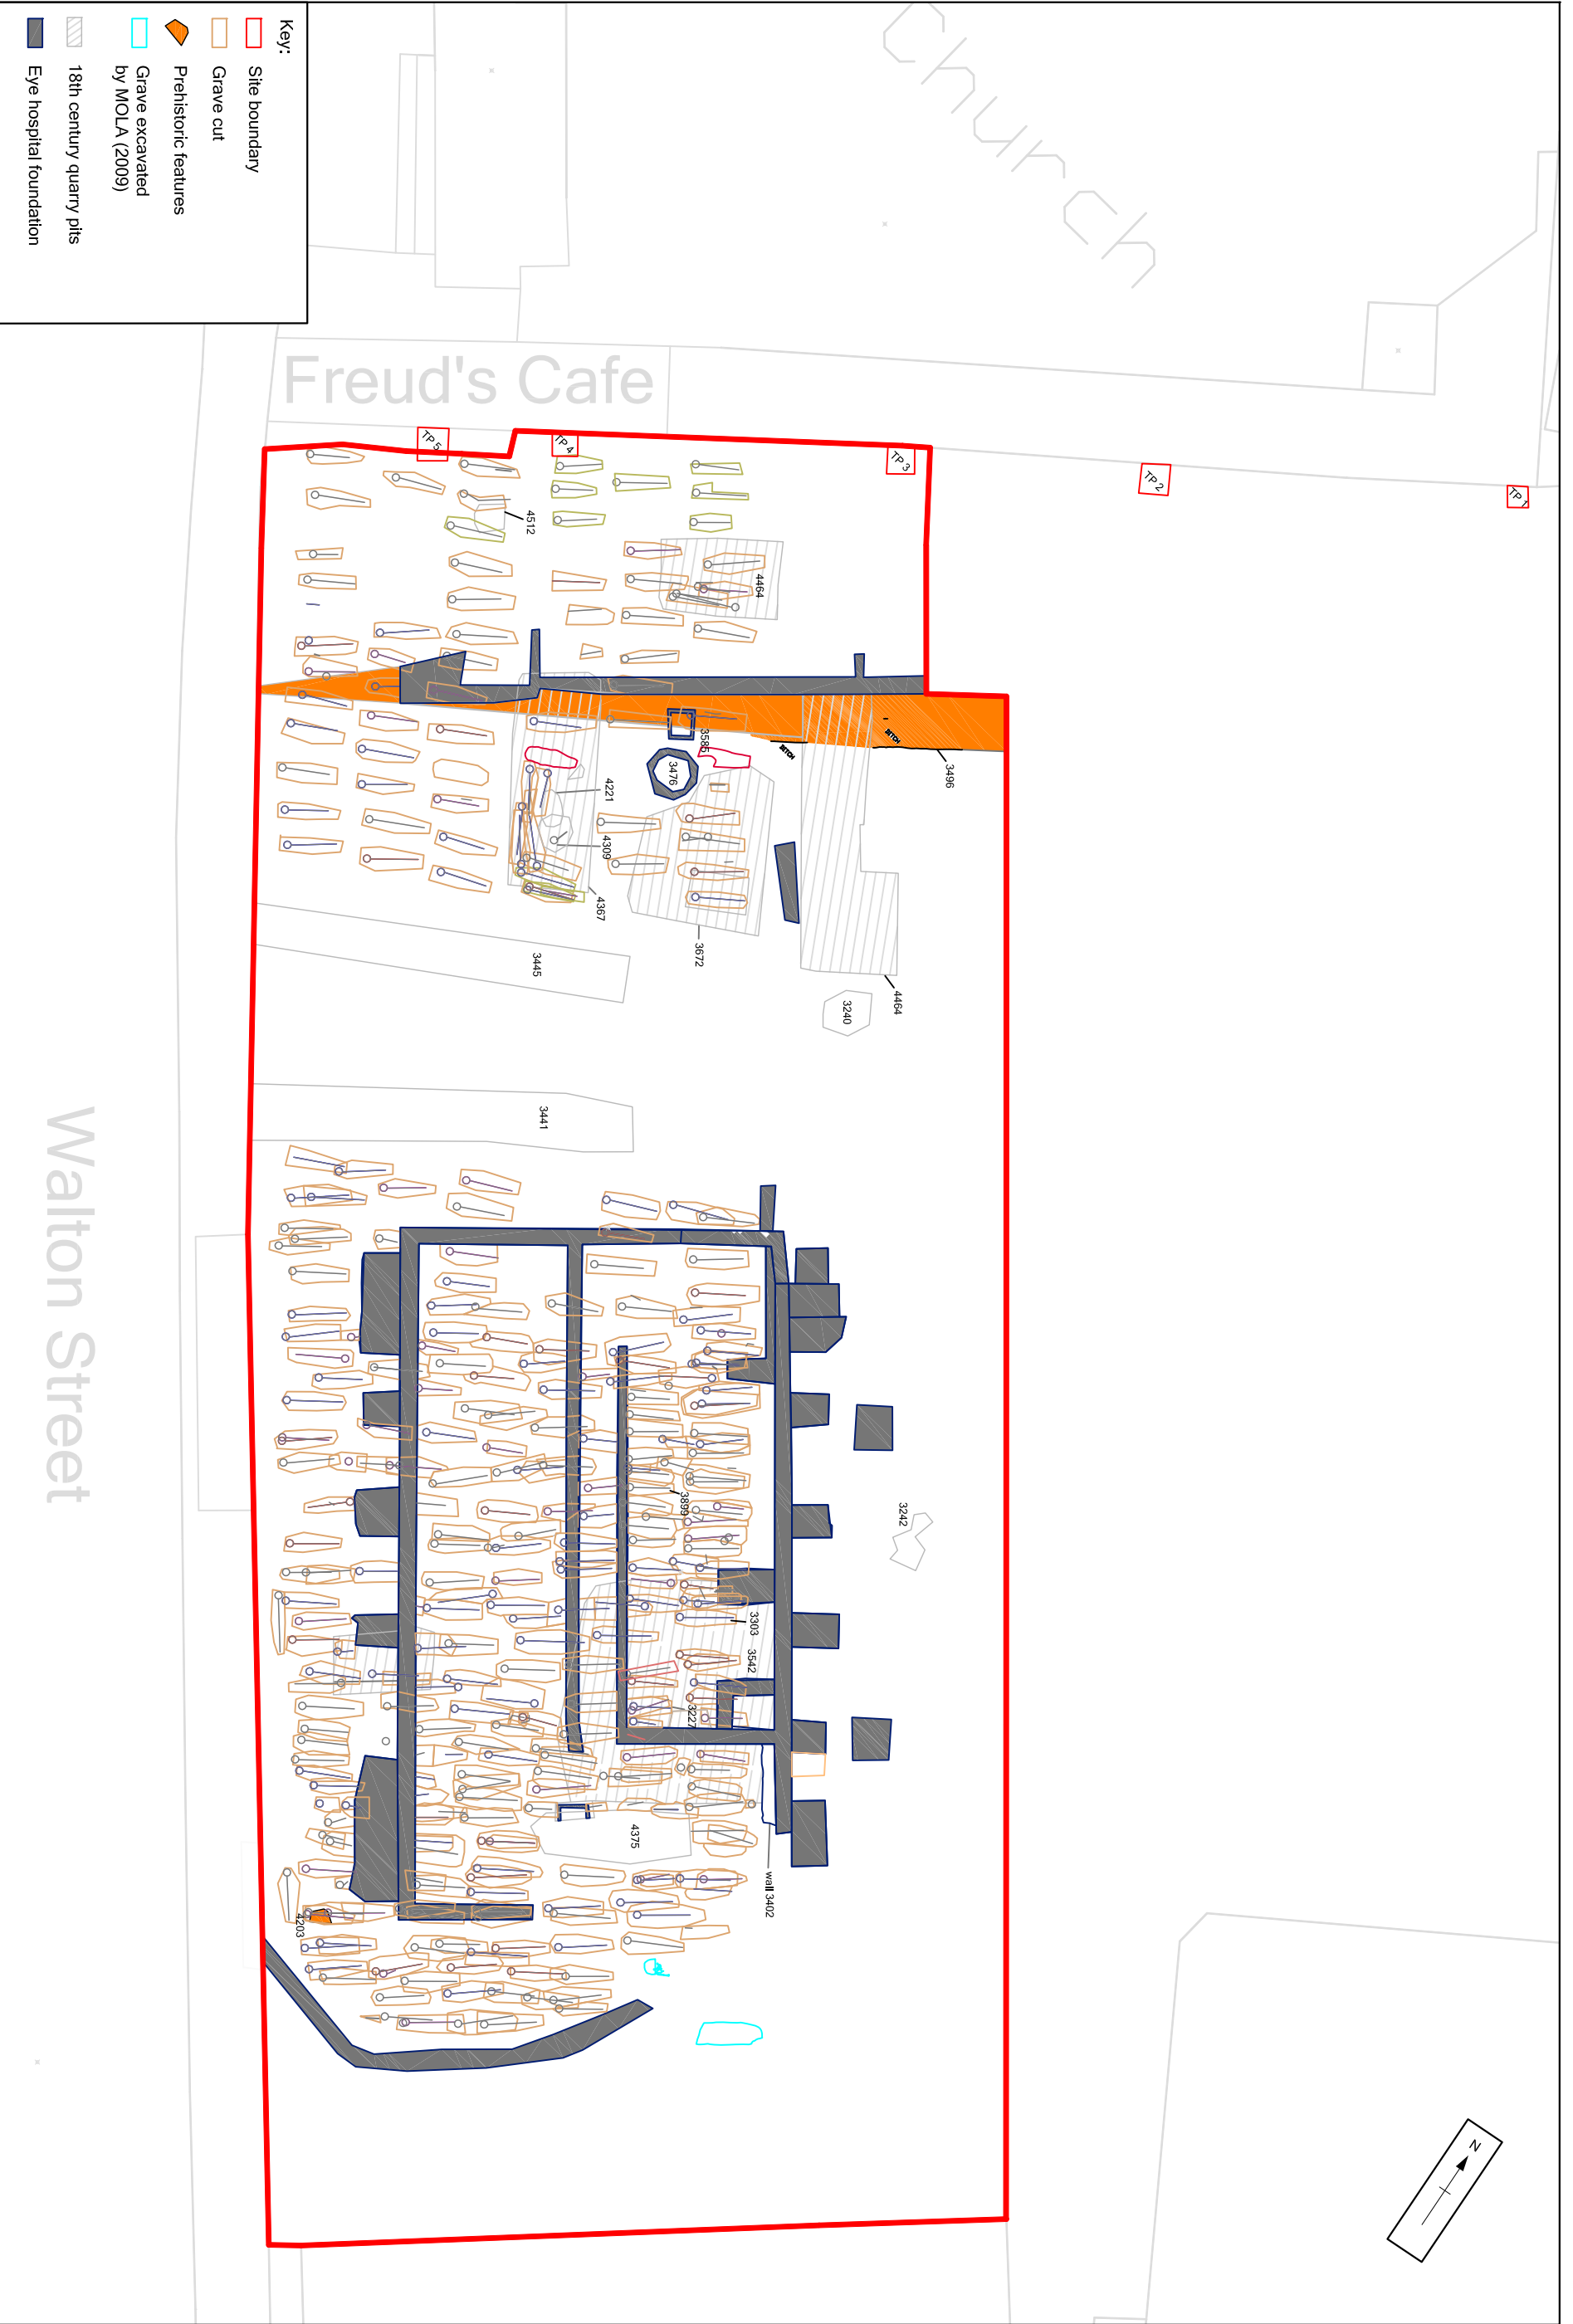 Key:
Site boundary
Grave cut
Prehistoric features
Grave excavated
by MOLA (2009)
18th century quarry pits
Eye hospital foundation
Church
Freud's Cafe
Walton Street
TP 5
TP 4
TP 3
TP 2
TP 1
4512
4464
3585
3476
DITCH
DITCH
3496
4221
4309
4367
3672
3445
4464
3240
3441
3899
3242
3303
3542
3227
4375
wall 3402
4203
N